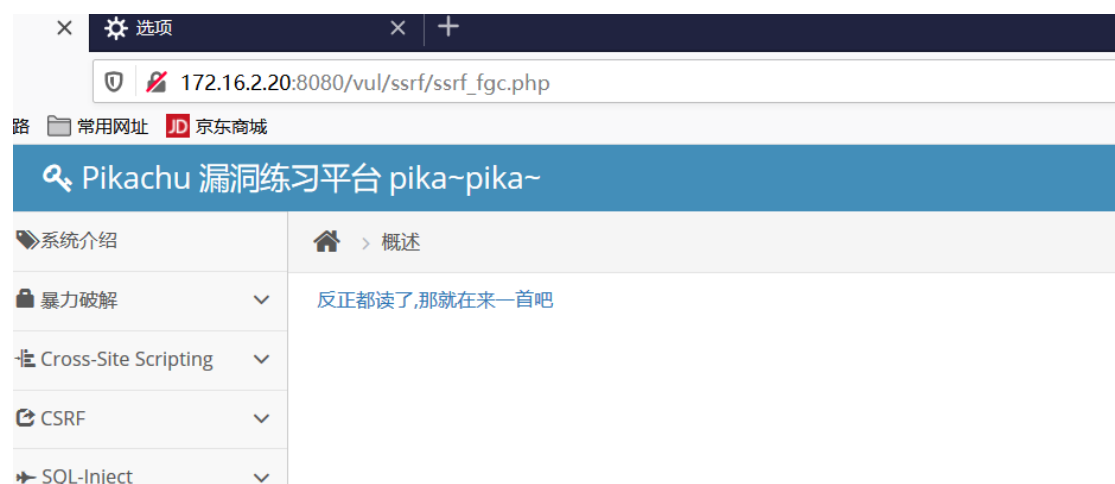 选项
172.16.2.20:8080/vul/ssrf/ssrf_fgc.php
路 常用网址 JD 京东商城
Pikachu 漏洞练习平台 pika~pika~
系统介绍
概述
暴力破解
反正都读了,那就在来一首吧
Cross-Site Scripting
CSRF
SQL-Inject